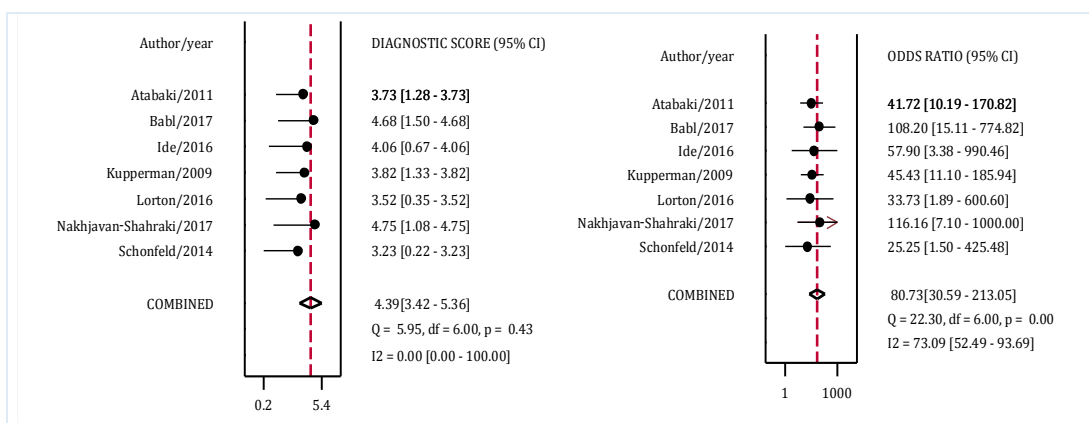 Author/year DIAGNOSTIC SCORE (95% CI)
Atabaki/2011 3.73 [1.28 - 3.73]
Babl/2017 4.68 [1.50 - 4.68]
Ide/2016 4.06 [0.67 - 4.06]
Kupperman/2009 3.82 [1.33 - 3.82]
Lorton/2016 3.52 [0.35 - 3.52]
Nakhjavan-Shahraki/2017 4.75 [1.08 - 4.75]
Schonfeld/2014 3.23 [0.22 - 3.23]
COMBINED 4.39[3.42 - 5.36]
Q = 5.95, df = 6.00, p = 0.43
I2 = 0.00 [0.00 - 100.00]
0.2 5.4
Author/year ODDS RATIO (95% CI)
Atabaki/2011 41.72 [10.19 - 170.82]
Babl/2017 108.20 [15.11 - 774.82]
Ide/2016 57.90 [3.38 - 990.46]
Kupperman/2009 45.43 [11.10 - 185.94]
Lorton/2016 33.73 [1.89 - 600.60]
Nakhjavan-Shahraki/2017 116.16 [7.10 - 1000.00]
Schonfeld/2014 25.25 [1.50 - 425.48]
COMBINED 80.73[30.59 - 213.05]
Q = 22.30, df = 6.00, p = 0.00
I2 = 73.09 [52.49 - 93.69]
1 1000